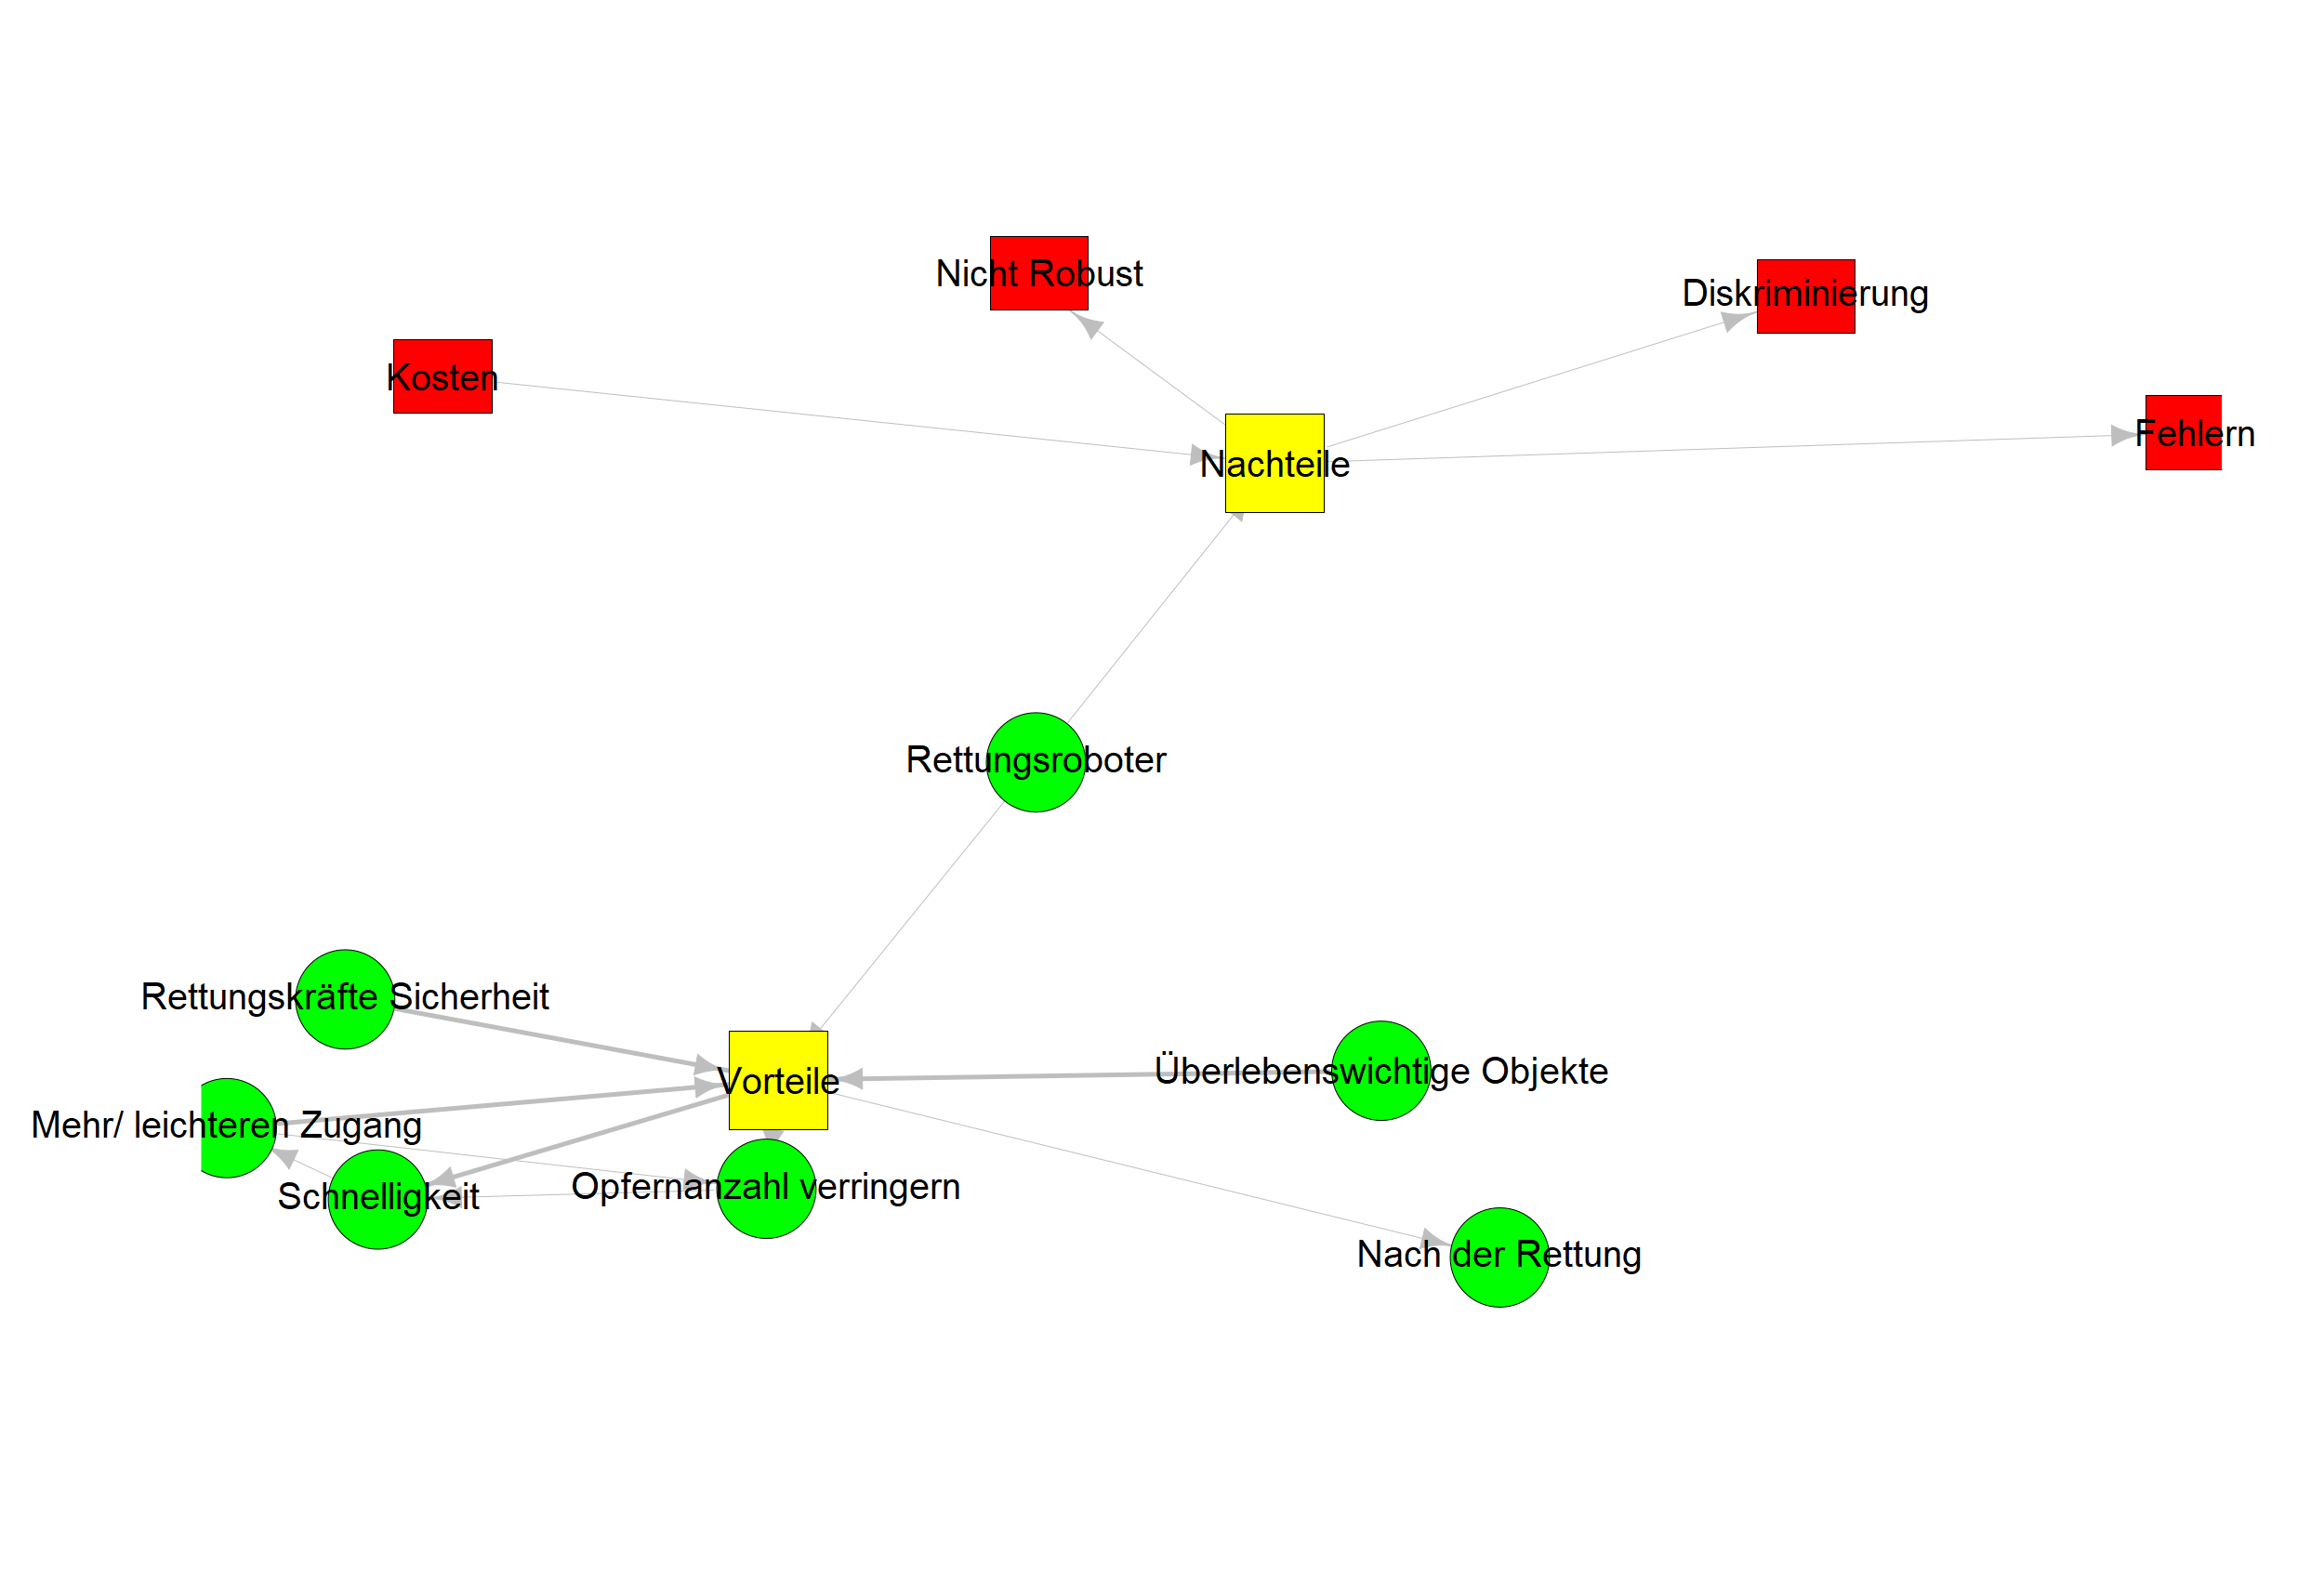 Nicht Robust
Diskriminierung
Kosten
Fehlern
Nachteile
Rettungsroboter
Rettungskräfte Sicherheit
Überlebenswichtige Objekte
Vorteile
Mehr/ leichteren Zugang
Opfernanzahl verringern
Schnelligkeit
Nach der Rettung